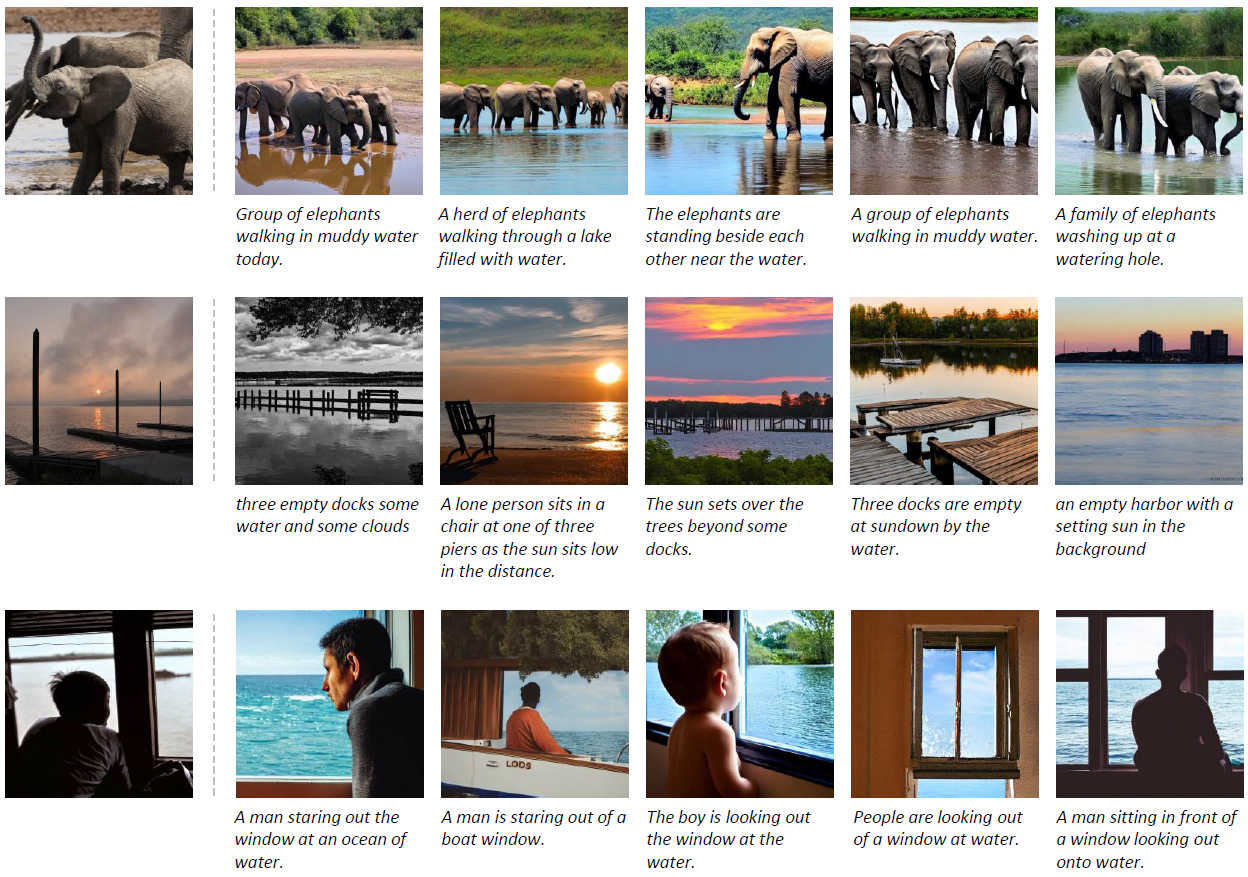 Group of elephants
walking in muddy water
today.
A herd of elephants
walking through a lake
filled with water.
The elephants are
standing beside each
other near the water.
A group of elephants
walking in muddy water.
A family of elephants
washing up at a
watering hole.
three empty docks some
water and some clouds
A lone person sits in a
chair at one of three
piers as the sun sits low
in the distance.
The sun sets over the
trees beyond some
docks.
Three docks are empty
at sundown by the
water.
an empty harbor with a
setting sun in the
background
LODS
A man staring out the
window at an ocean of
water.
A man is staring out of a
boat window.
The boy is looking out
the window at the
water.
People are looking out
of a window at water.
A man sitting in front of
a window looking out
onto water.